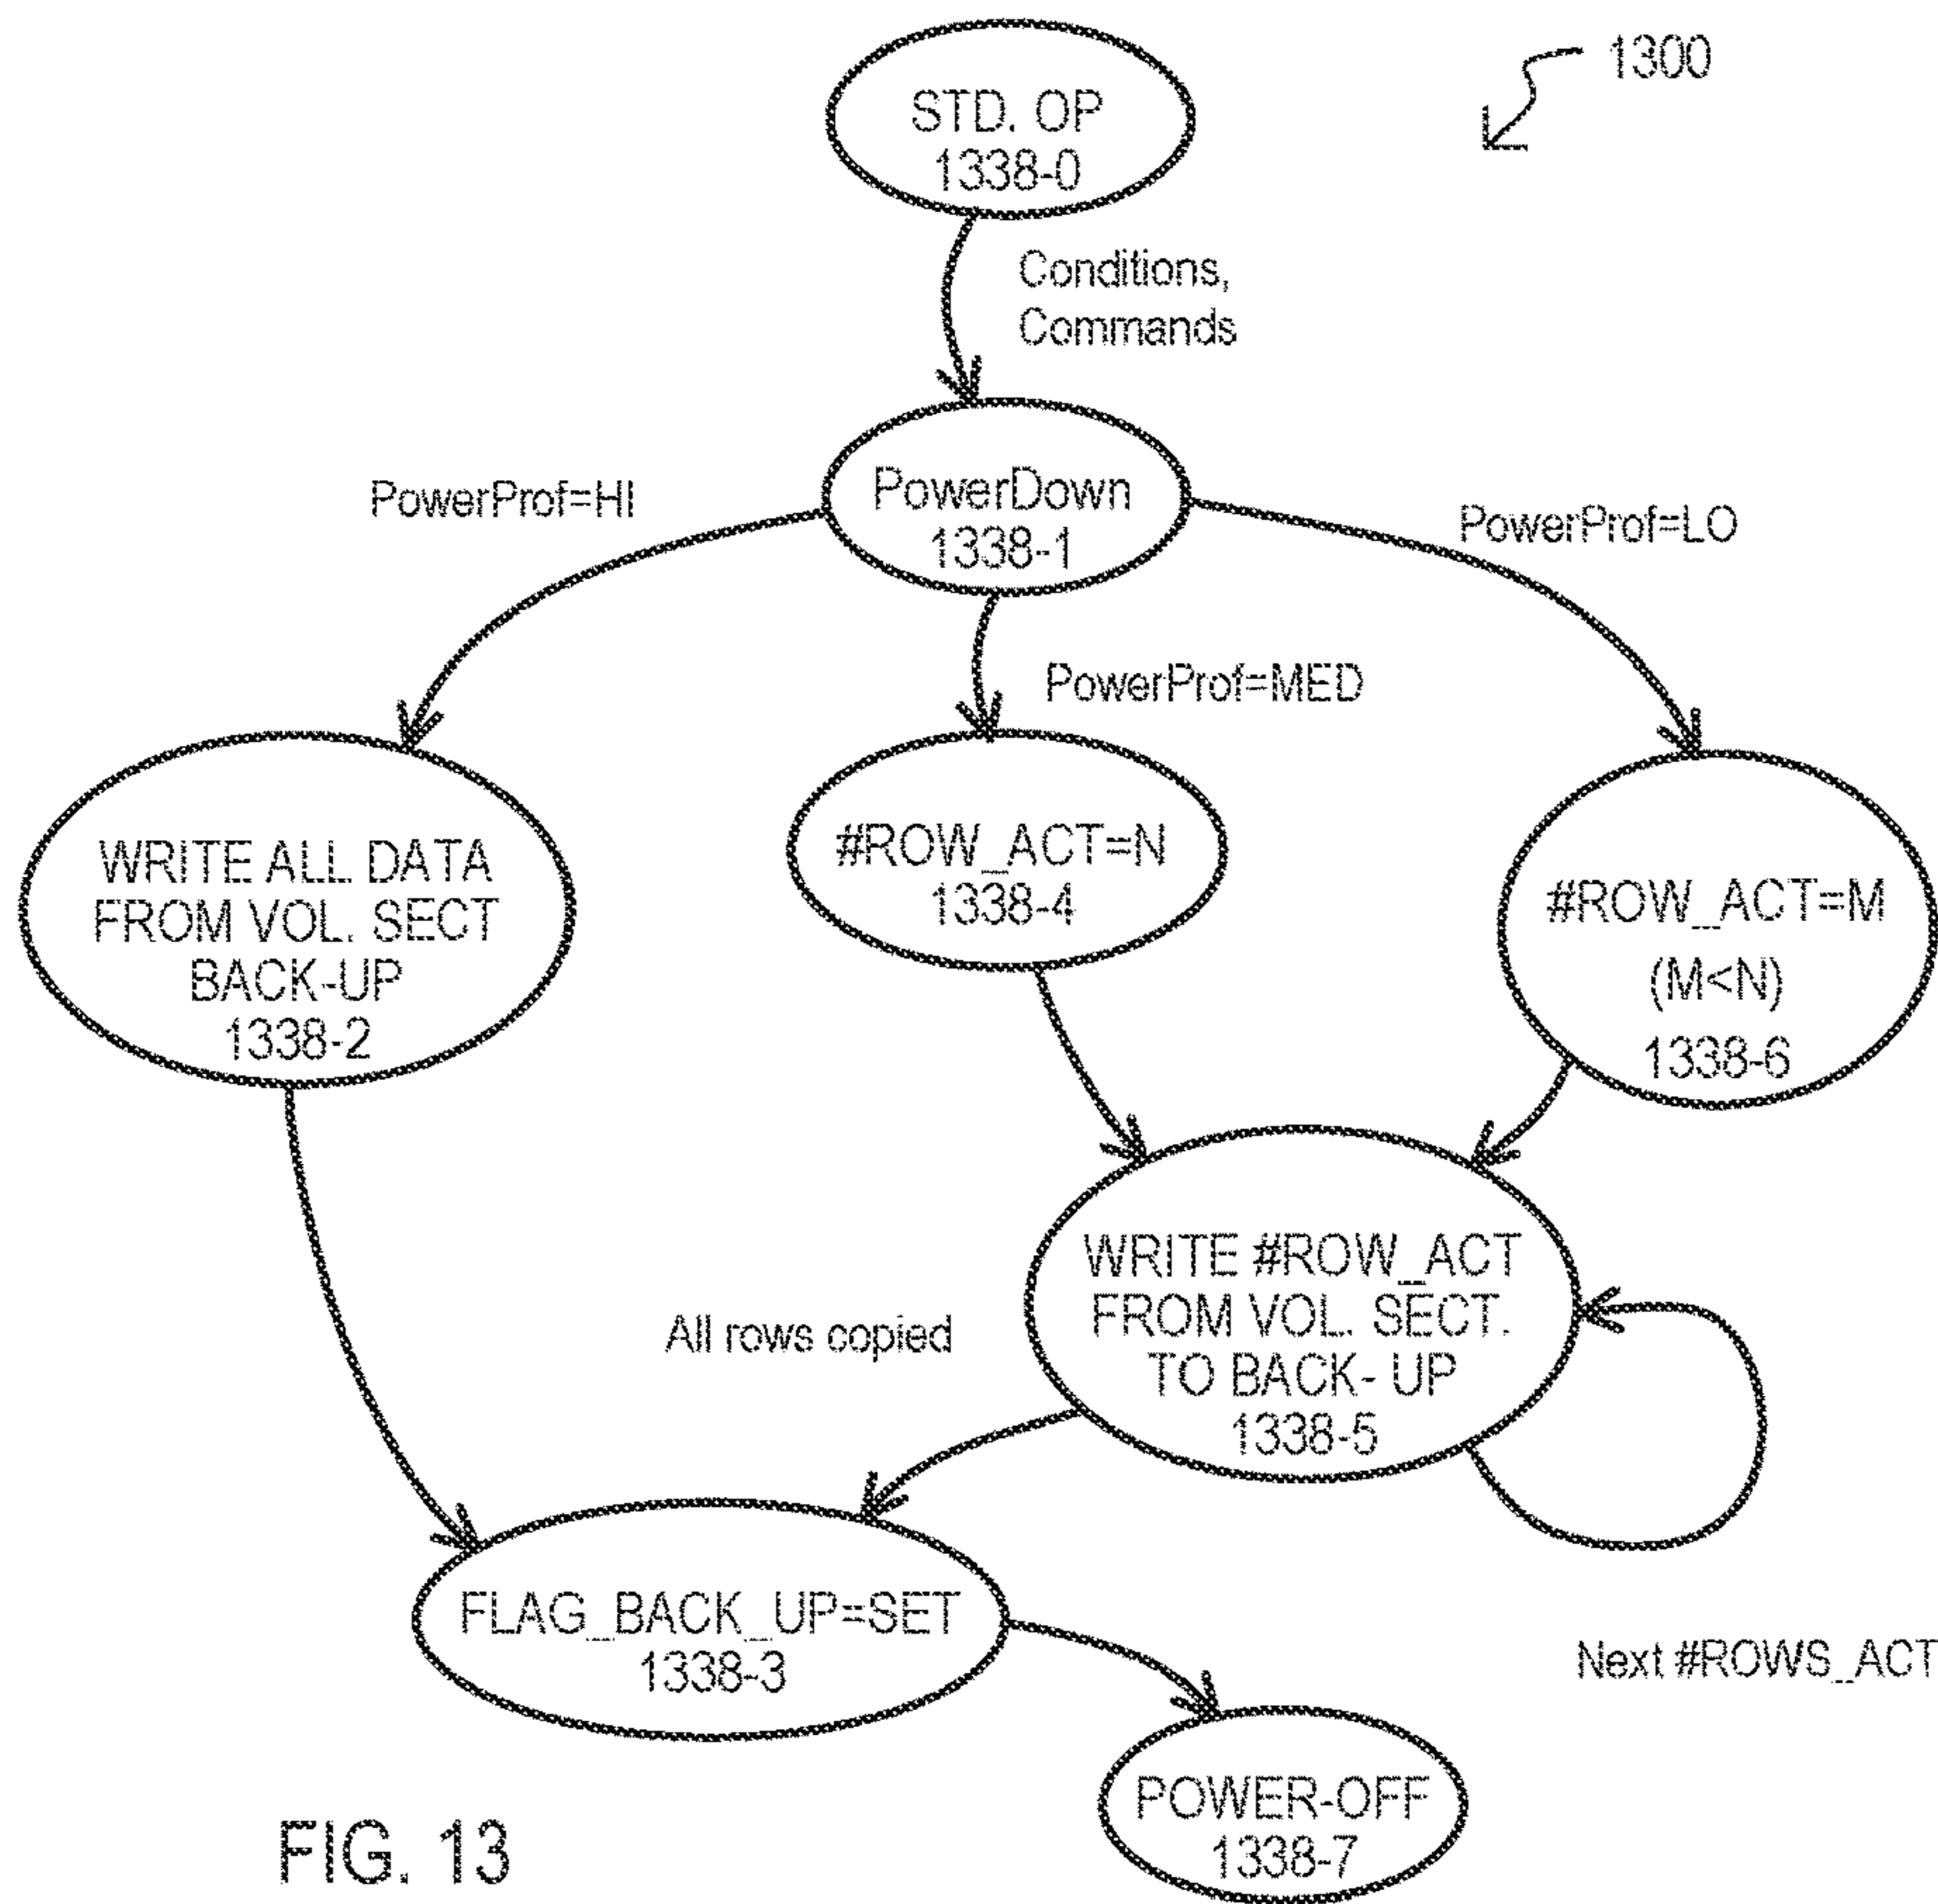 1300
STD. OP
1338-0
Conditions,
Commands
PowerDown
1338-1
PowerProf=HI
PowerProf=LO
PowerProf=MED
WRITE ALL DATA
FROM VOL. SECT
BACK-UP
1338-2
#ROW_ACT=N
1338-4
#ROW_ACT=M
(M<N)
1338-6
WRITE #ROW_ACT
FROM VOL. SECT.
TO BACK- UP
1338-5
All rows copied
FLAG_BACK_UP=SET
1338-3
Next #ROWS_ACT
POWER-OFF
1338-7
FIG. 13